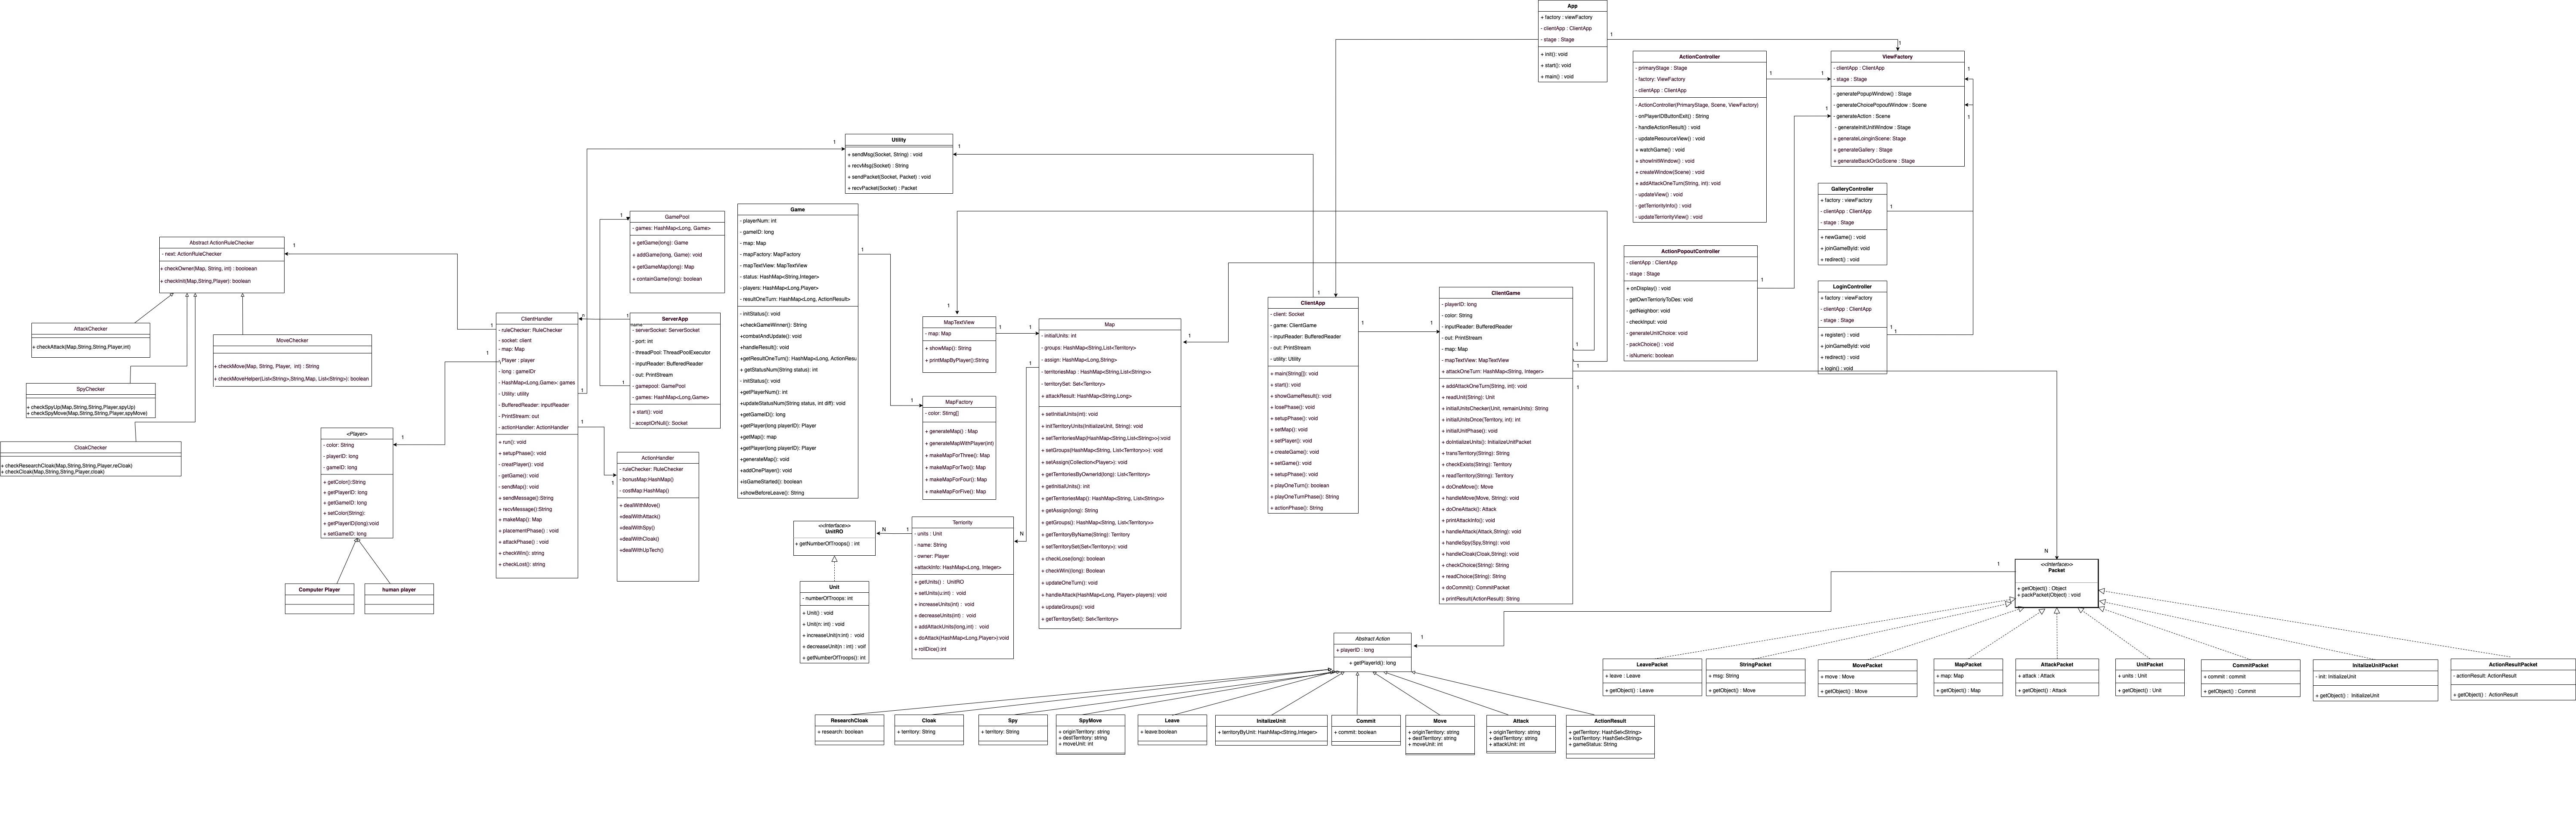 App
+ factory : viewFactory
- clientApp : ClientApp
- stage : Stage
+ init(): void
+ start(): void
+ main() : void
1
1
ActionController
- primaryStage : Stage
- factory: ViewFactory
- clientApp : ClientApp
- ActionController(PrimaryStage, Scene, ViewFactory)
- onPlayerIDButtonExit() : String
- handleActionResult() : void
- updateResourceView() : void
+ watchGame() : void
+ showInitWindow() : void
+ createWindow(Scene) : void
+ addAttackOneTurn(String, int): void
- updateView() : void
- getTerriorityInfo() : void
- updateTerriorityView() : void
1
1
ViewFactory
- clientApp : ClientApp
- stage : Stage
- generatePopupWindow() : Stage
- generateChoicePopoutWindow : Scene
+ generateAction : Scene
- generateInitUnitWindow : Stage
+ generateLoinginScene: Stage
+ generateGallery : Stage
+ generateBackOrGoScene : Stage
1
1
1
Utility
+ sendMsg(Socket, String) : void
+ recvMsg(Socket) : String
+ sendPacket(Socket, Packet) : void
+ recvPacket(Socket) : Packet
1
1
GalleryController
+ factory : viewFactory
- clientApp : ClientApp
- stage : Stage
+ newGame() : void
+ joinGameById: void
+ redirect() : void
1
ActionPopoutController
- clientApp : ClientApp
- stage : Stage
+ onDisplay() : void
- getOwnTerrioriyToDes: void
- getNeighbor: void
- checkInput: void
- generateUnitChoice: void
- packChoice() : void
- isNumeric: boolean
1
LoginController
+ factory : viewFactory
- clientApp : ClientApp
- stage : Stage
+ register() : void
+ joinGameById: void
+ redirect() : void
+ login() : void
1
GamePool
- games: HashMap<Long, Game>
+ getGame(long): Game
+ addGame(long, Game): void
+ getGameMap(long): Map
+ containGame(long): boolean
1
Game
- playerNum: int
- gameID: long
- map: Map
- mapFactory: MapFactory
- mapTextView: MapTextView
- status: HashMap<String,Integer>
- players: HashMap<Long,Player>
- resultOneTurn: HashMap<Long, ActionResult>
- initStatus(): void
- checkGameWinner(): String
+combatAndUpdate(): void
+handleResult(): void
+getResultOneTurn(): HashMap<Long, ActionResu
+ getStatusNum(String status): int
- initStatus(): void
+getPlayerNum(): int
+updateStatusNum(String status, int diff): void
+getGameID(): long
+getPlayer(long playerID): Player
+getMap(): map
+getPlayer(long playerID): Player
+generateMap(): void
+addOnePlayer(): void
+isGameStarted(): boolean
+showBeforeLeave(): String
1
Abstract ActionRuleChecker
- next: ActionRuleChecker
+ checkOwner(Map, String, int) : booloean
+ checkInit(Map,String,Player): boolean
1
AttackChecker
+ checkAttack(Map,String,String,Player,int)
MoveChecker
+ checkMove(Map, String, Player,  int) : String
+ checkMoveHelper(List<String>,String,Map, List<String>): boolean
SpyChecker
+ checkSpyUp(Map,String,String,Player,spyUp)
+ checkSpyMove(Map,String,String,Player,spyMove)
CloakChecker
+ checkResearchCloak(Map,String,String,Player,reCloak)
+ checkCloak(Map,String,String,Player,cloak)
<Player>
- color: String
- playerID: long
- gameID: long
+ getColor():String
+ getPlayerID: long
+ getGameID: long
+ setColor(String):
+ getPlayerID(long):void
+ setGameID: long
1
Computer Player
human player
ClientHandler
- ruleChecker: RuleChecker
- socket: client
- map: Map
Player : player
- long : gameIDr
- HashMap<Long,Game>: games
- Utility: utility
- BufferedReader: inputReader
- PrintStream: out
- actionHandler: ActionHandler
+ run(): void
+ setupPhase(): void
- creatPlayer(): void
- getGame(): void
- sendMap(): void
+ sendMessage():String
+ recvMessage():String
+ makeMap(): Map
- placementPhase() : void
+ attackPhase() : void
+ checkWin(): string
+ checkLost(): string
1
1
1
1
n
ServerApp
name
- serverSocket: ServerSocket
- port: int
- threadPool: ThreadPoolExecutor
- inputReader: BufferedReader
- out: PrintStream
- gamepool: GamePool
- games: HashMap<Long,Game>
+ start(): void
- acceptOrNull(): Socket
1
1
ActionHandler
- ruleChecker: RuleChecker
- bonusMap:HashMap()
- costMap:HashMap()
+ dealWithMove()
+dealWithAttack()
+dealWithSpy()
+dealWithCloak()
+dealWithUpTech()
1
MapTextView
- map: Map
+ showMap(): String
+ printMapByPlayer():String
1
1
1
MapFactory
- color: Stirng[]
+ generateMap() : Map
+ generateMapWithPlayer(int)
+ makeMapForThree(): Map
+ makeMapForTwo(): Map
+ makeMapForFour(): Map
+ makeMapForFive(): Map
1
Map
- initialUnits: int
- groups: HashMap<String,List<Territory>
- assign: HashMap<Long,String>
- territoriesMap : HashMap<String,List<String>>
- territorySet: Set<Territory>
- attackResult: HashMap<String,Long>
+ setInitialUnits(int): void
+ initTerritoryUnits(InitializeUnit, String): void
+ setTerritoriesMap(HashMap<String,List<String>>):void
+ setGroups(HashMap<String, List<Territory>>): void
+ setAssign(Collection<Player>): void
+ getTerritoriesByOwnerId(long): List<Territory>
+ getInitialUnits(): init
+ getTerritoriesMap(): HashMap<String, List<Territory>>
+ getAssign(long): String
+ getGroups(): HashMap<String, List<Territory>>
+ getTerritoryByName(String): Territory
+ setTerritorySet(Set<Territory>): void
+ checkLose(long): boolean
+ checkWin((long): Boolean
+ updateOneTurn(): void
+ handleAttack(HashMap<Long, Player> players): void
+ updateGroups(): void
+ getTerritorySet(): Set<Territory>
1
1
N
<<Interface>>
UnitRO
+ getNumberOfTroops() : int
N
1
Unit
- numberOfTroops: int
+ Unit() : void
+ Unit(n: int) : void
+ increaseUnit(n:int) :  void
+ decreaseUnit(n : int) : voif
+ getNumberOfTroops(): int
Terriority
- units : Unit
- name: String
- owner: Player
+attackInfo: HashMap<Long, Integer>
+ getUnits() :  UnitRO
+ setUnits(u:int) :  void
+ increaseUnits(int) :  void
+ decreaseUnits(int) : void
+ addAttackUnits(long,int) :  void
+ doAttack(HashMap<Long,Player>):void
+ rollDice():int
ClientApp
- client: Socket
- game: ClientGame
- inputReader: BufferedReader
- out: PrintStream
- utility: Utility
+ main(String[]): void
+ start(): void
+ showGameResult(): void
+ losePhase(): void
+ setupPhase(): void
+ setMap(): void
+ setPlayer(): void
+ createGame(): void
+ setGame(): void
+ setupPhase(): void
+ playOneTurn(): boolean
+ playOneTurnPhase(): String
+ actionPhase(): String
1
1
1
ClientGame
- playerID: long
- color: String
- inputReader: BufferedReader
- out: PrintStream
- map: Map
- mapTextView: MapTextView
+ attackOneTurn: HashMap<String, Integer>
+ addAttackOneTurn(String, int): void
+ readUnit(String): Unit
+ initialUnitsChecker(Unit, remainUnits): String
+ initialUnitsOnce(Territory, int): int
+ initialUnitPhase(): void
+ doIntializeUnits(): InitializeUnitPacket
+ transTerritory(String): String
+ checkExists(String): Territory
+ readTerritory(String): Territory
+ doOneMove(): Move
+ handleMove(Move, String): void
+ doOneAttack(): Attack
+ printAttackInfo(): void
+ handleAttack(Attack,String): void
+ handleSpy(Spy,String): void
+ handleCloak(Cloak,String): void
+ checkChoice(String): String
+ readChoice(String): String
+ doCommit(): CommitPacket
+ printResult(ActionResult): String
1
1
1
N
<<Interface>>
Packet
+ getObject() : Object
+ packPacket(Object) : void
1
Abstract Action
+ playerID : long
+ getPlayerId(): long
1
LeavePacket
+ leave : Leave
+ getObject() : Leave
StringPacket
+ msg: String
+ getObject() : Move
MovePacket
+ move : Move
+ getObject() : Move
MapPacket
+ map: Map
+ getObject() : Map
AttackPacket
+ attack : Attack
+ getObject() : Attack
UnitPacket
+ units : Unit
+ getObject() : Unit
CommitPacket
+ commit : commit
+ getObject() : Commit
InitalizeUnitPacket
- init: InitializeUnit
+ getObject() :  InitializeUnit
ActionResultPacket
- actionResult: ActionResult
+ getObject() :  ActionResult
ResearchCloak
+ research: boolean
Cloak
+ territory: String
Spy
+ territory: String
SpyMove
+ originTerritory: string
+ destTerritory: string
+ moveUnit: int
Leave
+ leave:boolean
InitalizeUnit
+ territoryByUnit: HashMap<String,Integer>
Commit
+ commit: boolean
Move
+ originTerritory: string
+ destTerritory: string
+ moveUnit: int
Attack
+ originTerritory: string
+ destTerritory: string
+ attackUnit: int
ActionResult
+ getTerritory: HashSet<String>
+ lostTerritory: HashSet<String>
+ gameStatus: String